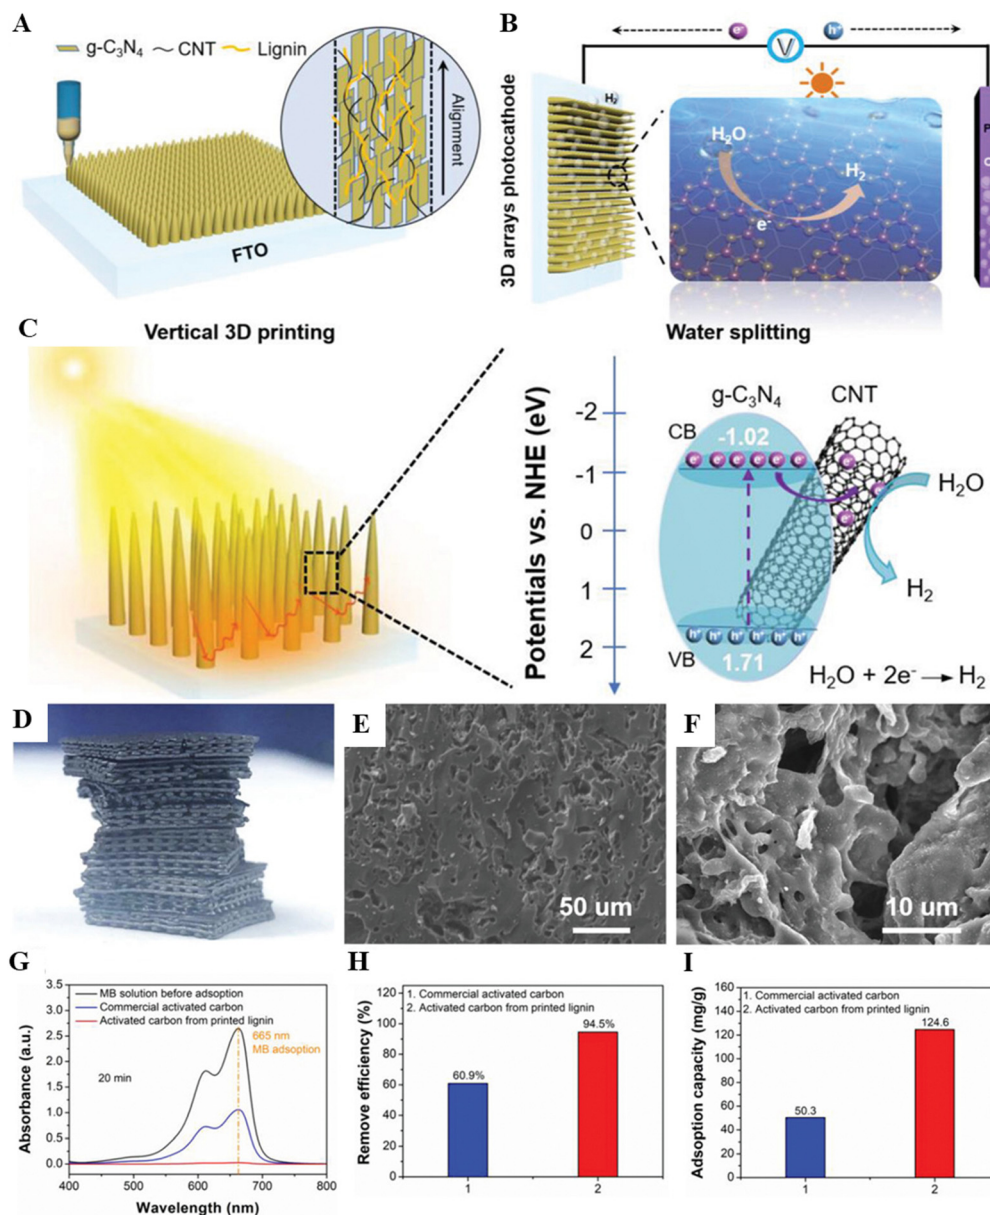 A
g-C₃N₄ CNT Lignin
Alignment
FTO
B
e⁻ h⁺
V
3D arrays photocathode
H₂
H₂O
H₂
e⁻
P
C
Vertical 3D printing
Water splitting
C
Potentials vs. NHE (eV)
-2
-1
0
1
2
g-C₃N₄
CNT
CB
-1.02
e⁻ e⁻ e⁻ e⁻ e⁻ e⁻
e⁻
e⁻
e⁻
H₂O
H₂
h⁺ h⁺ h⁺ h⁺ h⁺ h⁺
VB
1.71
H₂O + 2e⁻ → H₂
D
E
50 um
F
10 um
G
Absorbance (a.u.)
3.5
3.0
2.5
2.0
1.5
1.0
0.5
0.0
MB solution before adsoption
Commercial activated carbon
Activated carbon from printed lignin
665 nm
MB adsoption
20 min
400 500 600 700 800
Wavelength (nm)
H
Remove efficiency (%)
120
100
80
60
40
20
0
1. Commercial activated carbon
2. Activated carbon from printed lignin
60.9%
94.5%
1 2
I
Adsoption capacity (mg/g)
180
160
140
120
100
80
60
40
20
0
1. Commercial activated carbon
2. Activated carbon from printed lignin
50.3
124.6
1 2